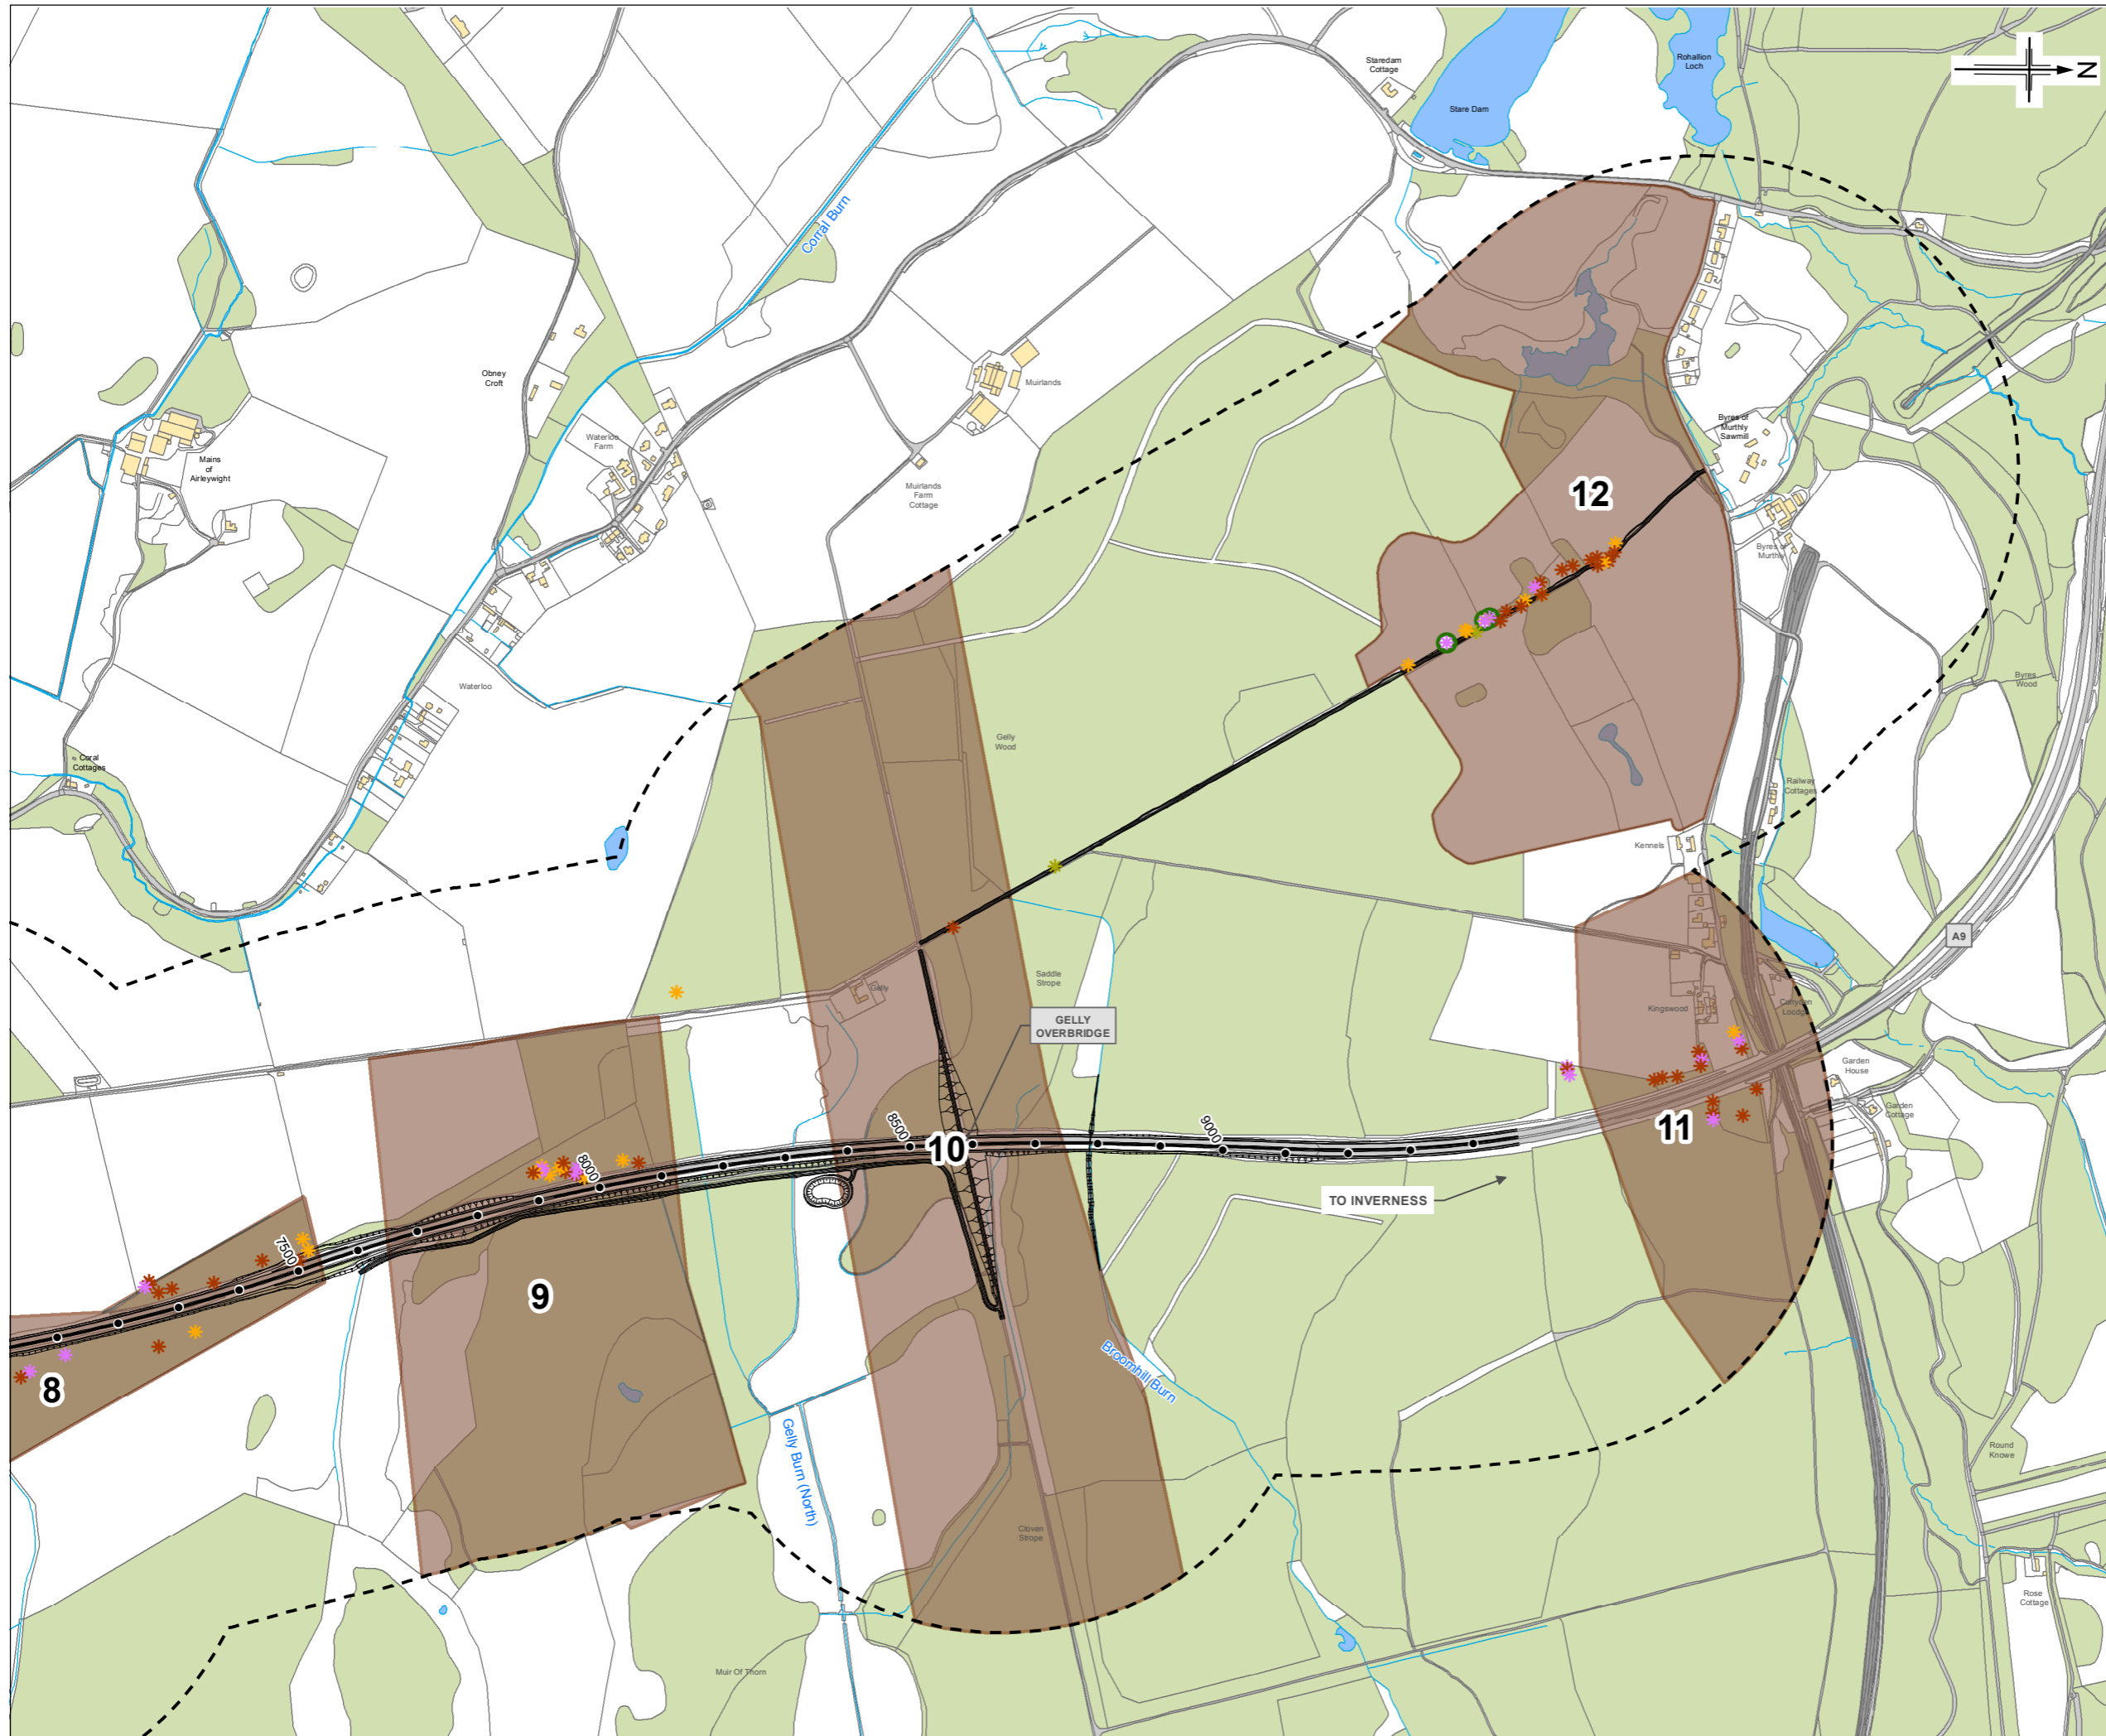 Staredam
Cottage
Rohallion
Loch
N
Stare Dam
Corral Burn
Obney
Croft
Muirlands
Waterloo
Farm
Mains
of
Airleywight
Muirlands
Farm
Cottage
Byres of
Murthly
Sawmill
12
Byres of
Murthly
Byres
Wood
Waterloo
Gelly
Wood
Coral
Cottages
Railway
Cottages
Kennels
A9
Saddle
Strope
Gelly
Kingswood
GELLY
OVERBRIDGE
Garden
House
Garden
Cottage
8500
9000
10
11
8000
TO INVERNESS
7500
9
8
Broomhill Burn
Gelly Burn (North)
Round
Knowe
Cloven
Strope
Rose
Cottage
Muir Of Thorn